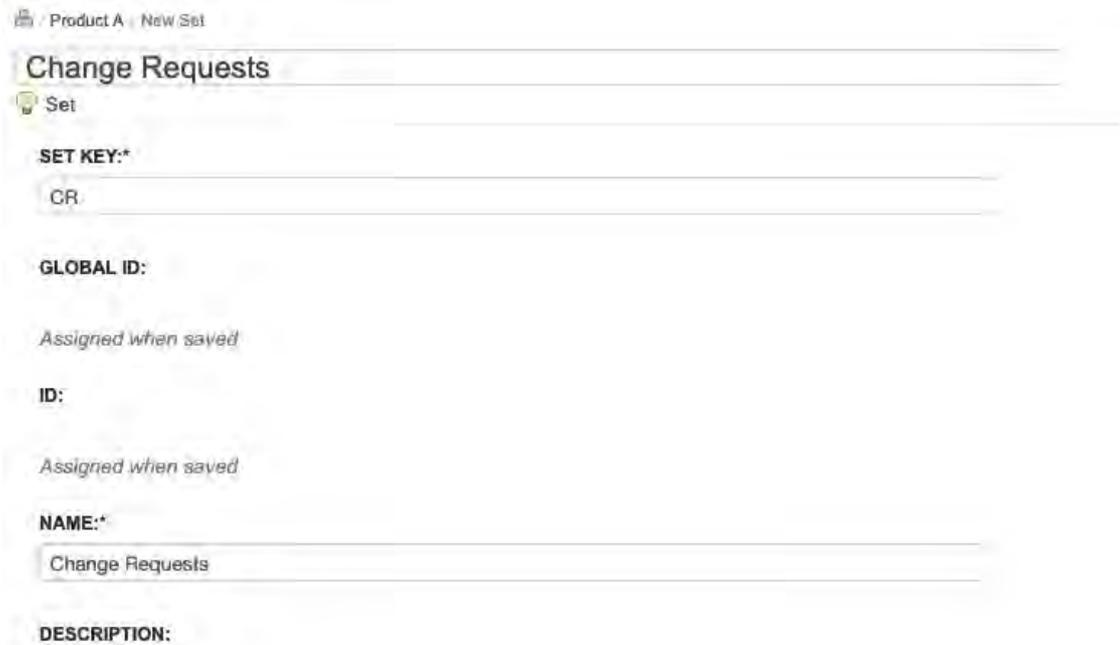 Product A New Set
Change Requests
Set
SET KEY:*
CR
GLOBAL ID:
Assigned when saved
ID:
Assigned when saved
NAME:*
Change Requests
DESCRIPTION: